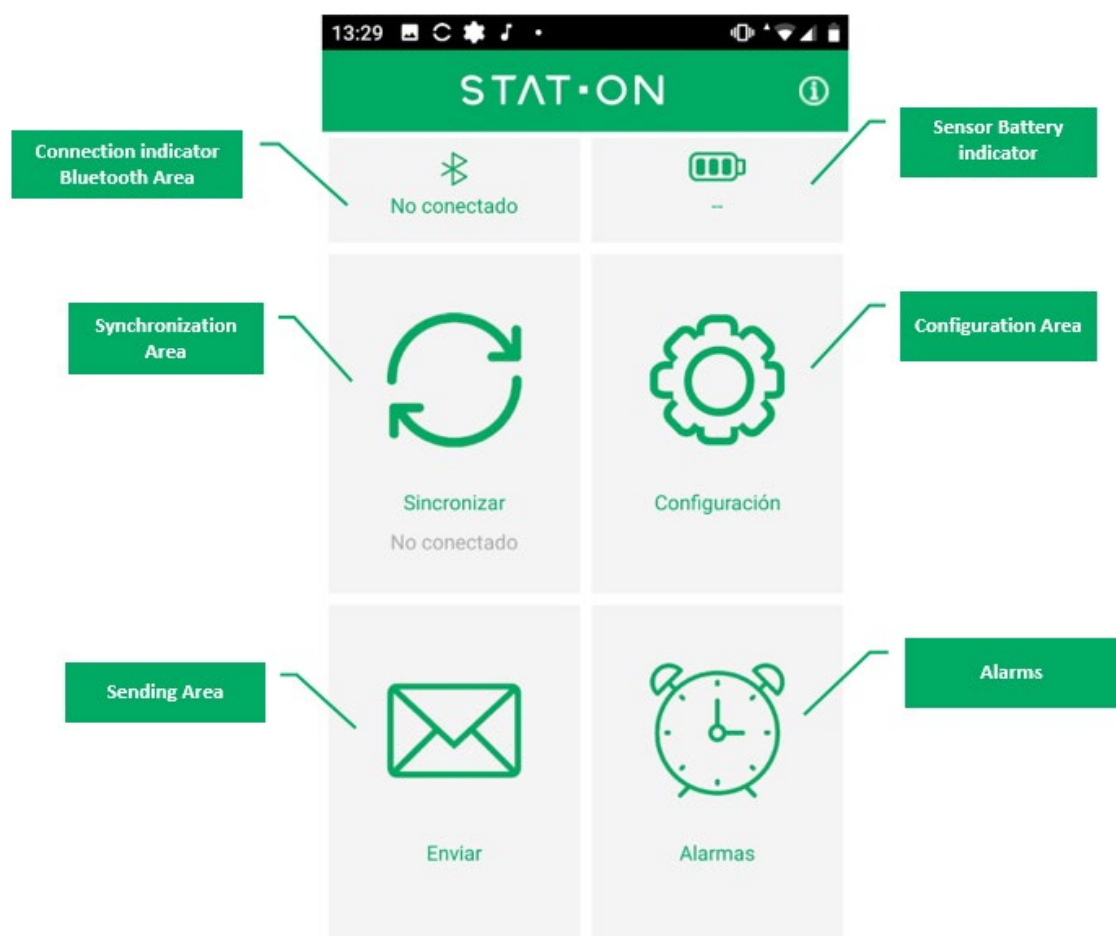 13:29
STAT·ON
Connection indicator
Bluetooth Area
No conectado
Sensor Battery
indicator
--
Synchronization
Area
Sincronizar
No conectado
Configuration Area
Configuración
Sending Area
Enviar
Alarms
Alarmas